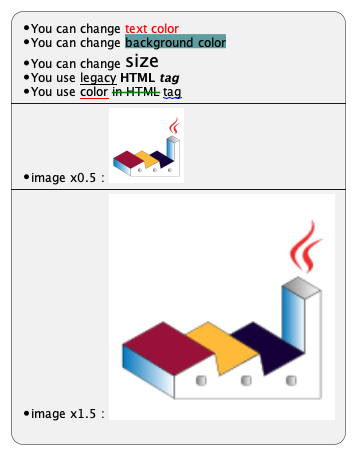 •You can change text color
•You can change background color
•You can change size
•You use legacy HTML tag
•You use color in HTML tag
•image x0.5 :
•image x1.5 :